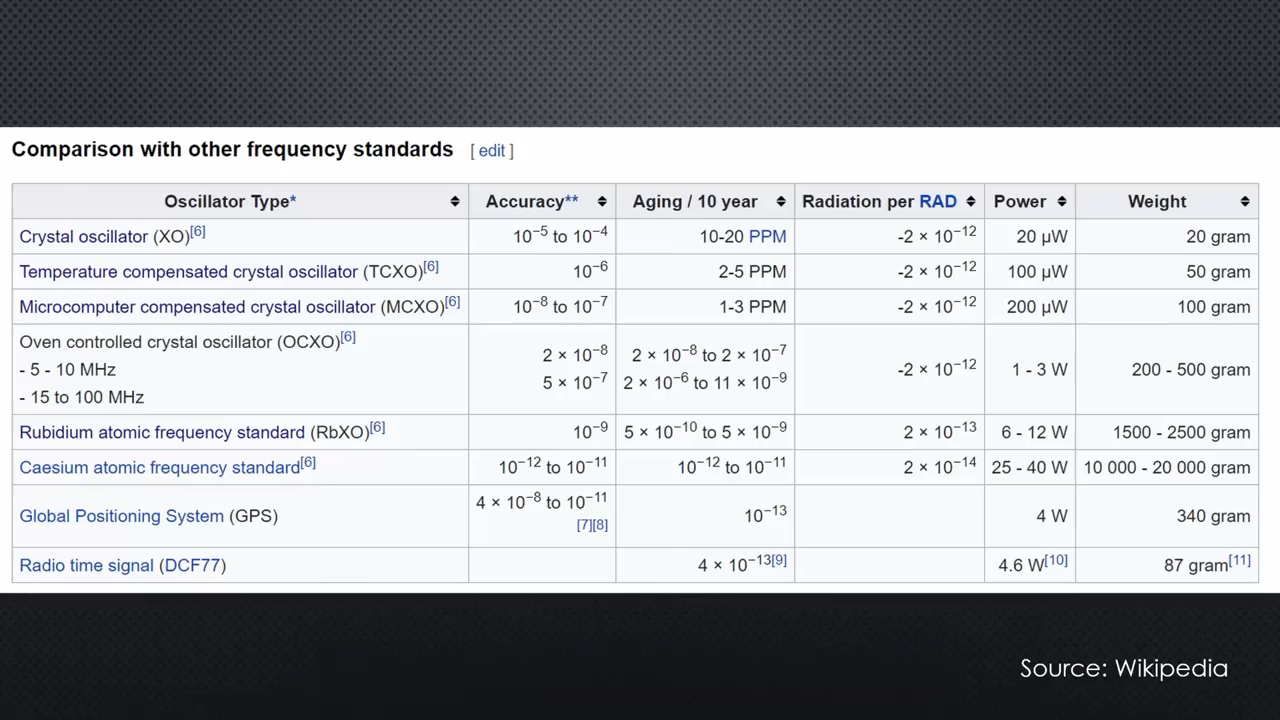 Comparison with other frequency standards [ edit ]
Oscillator Type* Accuracy** Aging / 10 year Radiation per RAD Power Weight
Crystal oscillator (XO)[6] 10⁻⁵ to 10⁻⁴ 10-20 PPM -2 × 10⁻¹² 20 µW 20 gram
Temperature compensated crystal oscillator (TCXO)[6] 10⁻⁶ 2-5 PPM -2 × 10⁻¹² 100 µW 50 gram
Microcomputer compensated crystal oscillator (MCXO)[6] 10⁻⁸ to 10⁻⁷ 1-3 PPM -2 × 10⁻¹² 200 µW 100 gram
Oven controlled crystal oscillator (OCXO)[6]
- 5 - 10 MHz 2 × 10⁻⁸ 2 × 10⁻⁸ to 2 × 10⁻⁷ -2 × 10⁻¹² 1 - 3 W 200 - 500 gram
- 15 to 100 MHz 5 × 10⁻⁷ 2 × 10⁻⁶ to 11 × 10⁻⁹
Rubidium atomic frequency standard (RbXO)[6] 10⁻⁹ 5 × 10⁻¹⁰ to 5 × 10⁻⁹ 2 × 10⁻¹³ 6 - 12 W 1500 - 2500 gram
Caesium atomic frequency standard[6] 10⁻¹² to 10⁻¹¹ 10⁻¹² to 10⁻¹¹ 2 × 10⁻¹⁴ 25 - 40 W 10 000 - 20 000 gram
Global Positioning System (GPS) 4 × 10⁻⁸ to 10⁻¹¹ [7][8] 10⁻¹³ 4 W 340 gram
Radio time signal (DCF77) 4 × 10⁻¹³[9] 4.6 W[10] 87 gram[11]
Source: Wikipedia